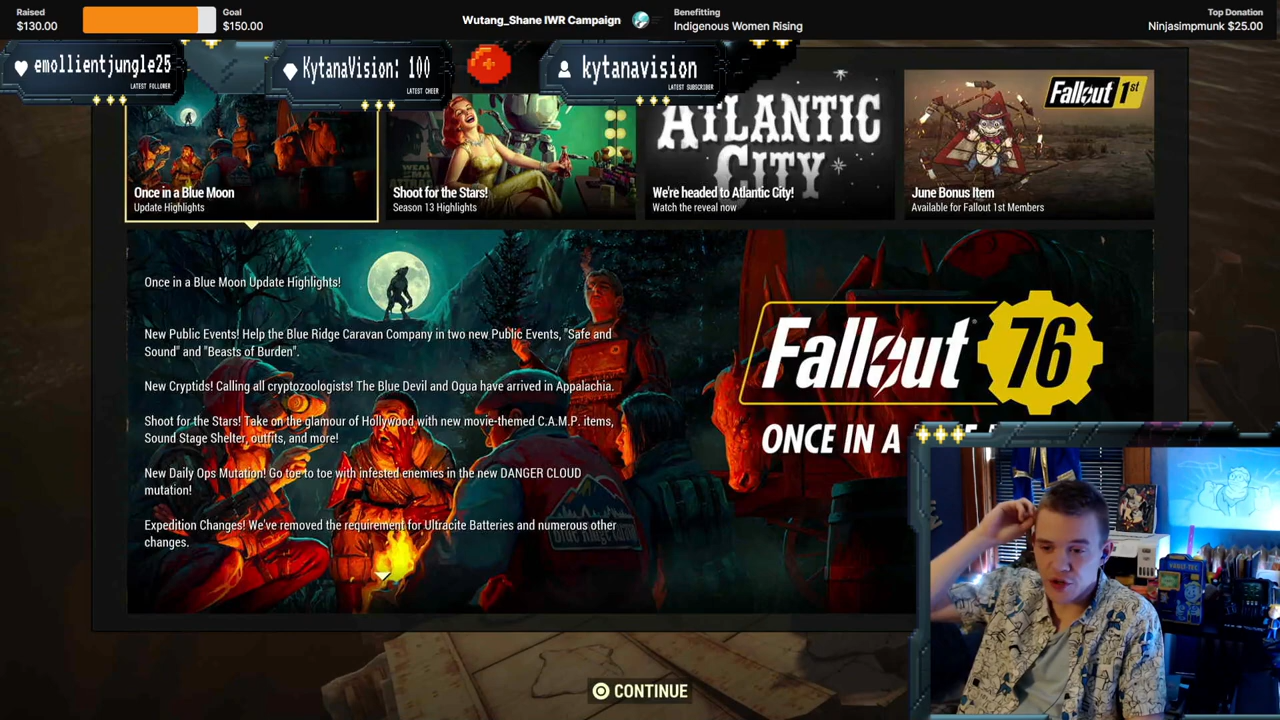 Raised
$130.00
Goal
$150.00
Wutang_Shane IWR Campaign
Benefitting
Indigenous Women Rising
Top Donation
Ninjasimpmunk $25.00
emollientjungle25
LATEST FOLLOWER
KytanaVision: 100
LATEST CHEER
kytanavision
LATEST SUBSCRIBER
Once in a Blue Moon
Update Highlights
Shoot for the Stars!
Season 13 Highlights
ATLANTIC
CITY
We're headed to Atlantic City!
Watch the reveal now
Fallout 1st
June Bonus Item
Available for Fallout 1st Members
Once in a Blue Moon Update Highlights!
New Public Events! Help the Blue Ridge Caravan Company in two new Public Events, "Safe and
Sound" and "Beasts of Burden".
New Cryptids! Calling all cryptozoologists! The Blue Devil and Ogua have arrived in Appalachia.
Shoot for the Stars! Take on the glamour of Hollywood with new movie-themed C.A.M.P. items,
Sound Stage Shelter, outfits, and more!
New Daily Ops Mutation! Go toe to toe with infested enemies in the new DANGER CLOUD
mutation!
Expedition Changes! We've removed the requirement for Ultracite Batteries and numerous other
changes.
Blue Ridge
Fallout 76
ONCE IN A
VAULT-TEC
CONTINUE